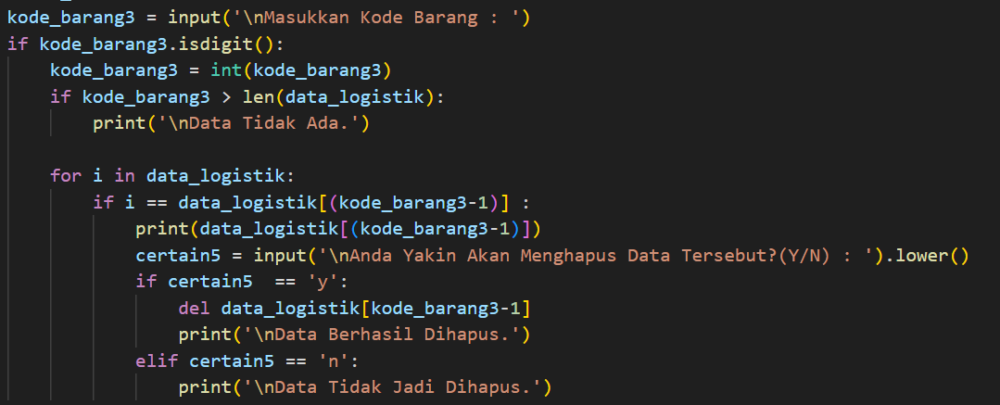 kode_barang3 = input('\nMasukkan Kode Barang : ')
if kode_barang3.isdigit():
    kode_barang3 = int(kode_barang3)
    if kode_barang3 > len(data_logistik):
        print('\nData Tidak Ada.')
    for i in data_logistik:
        if i == data_logistik[(kode_barang3-1)] :
            print(data_logistik[(kode_barang3-1)])
            certain5 = input('\nAnda Yakin Akan Menghapus Data Tersebut?(Y/N) : ').lower()
            if certain5  == 'y':
                del data_logistik[kode_barang3-1]
                print('\nData Berhasil Dihapus.')
            elif certain5 == 'n':
                print('\nData Tidak Jadi Dihapus.')